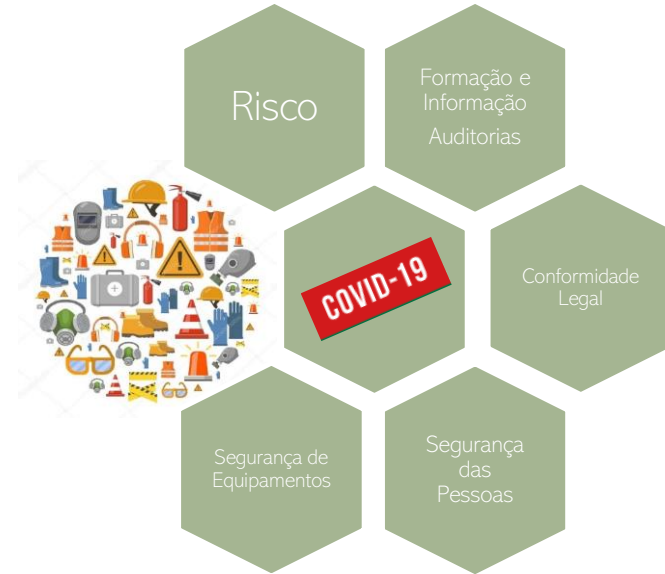 Risco
Formação e
Informação
Auditorias
COVID-19
Conformidade
Legal
Segurança de
Equipamentos
Segurança
das
Pessoas